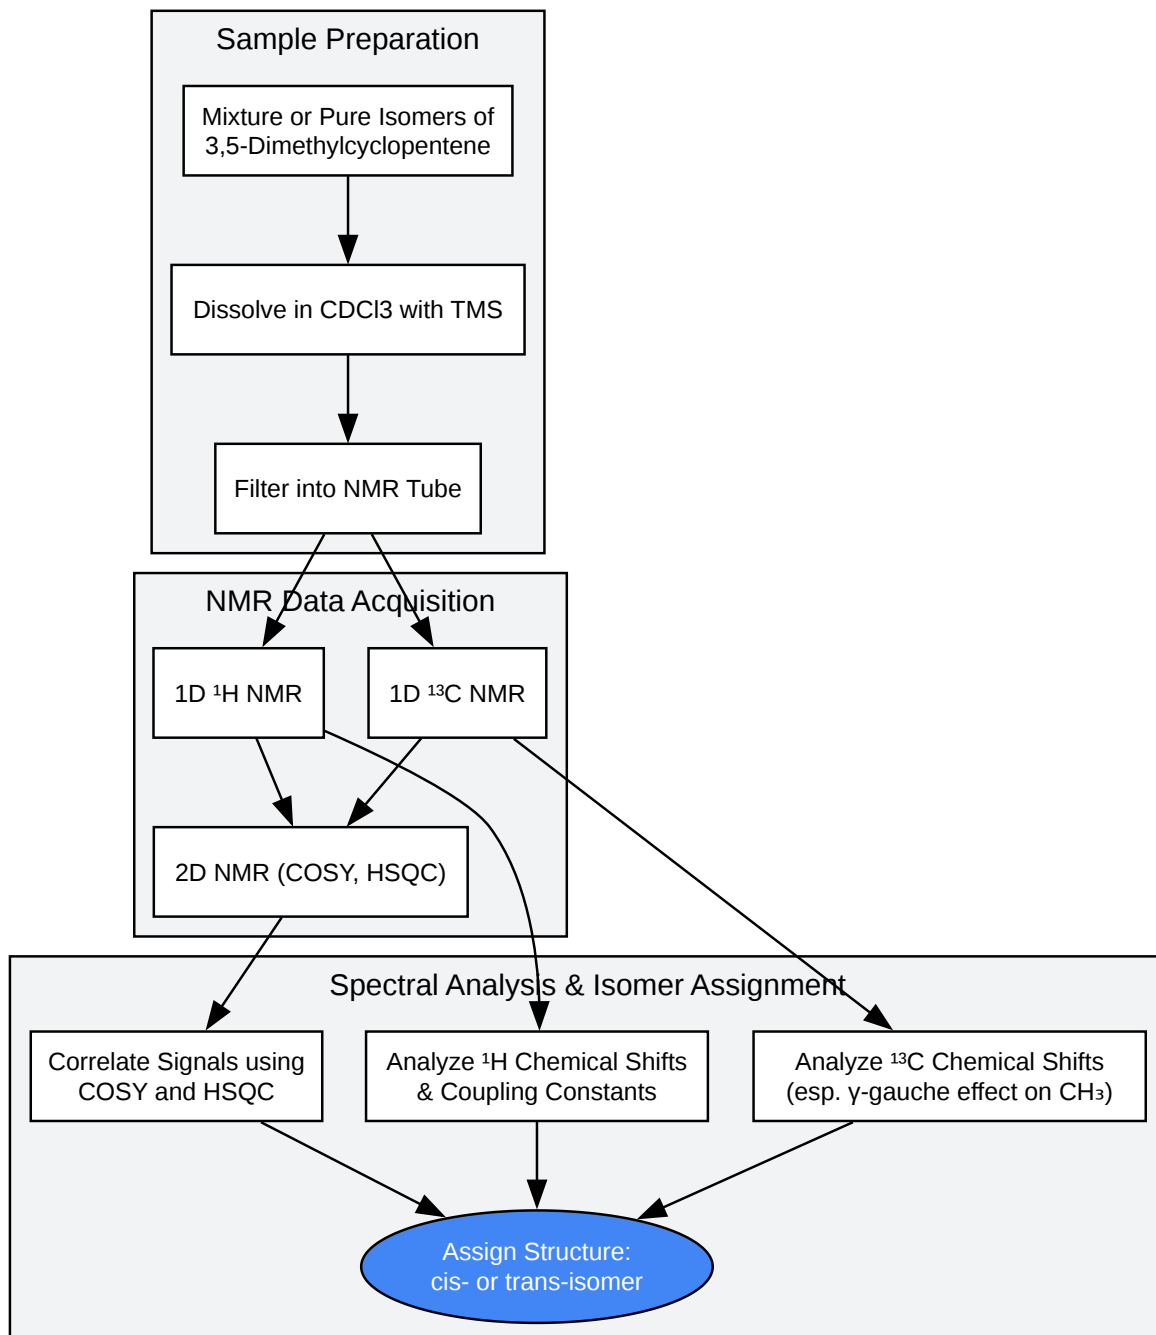 Sample Preparation
Mixture or Pure Isomers of
3,5-Dimethylcyclopentene
Dissolve in CDCl3 with TMS
Filter into NMR Tube
NMR Data Acquisition
1D ¹H NMR
1D ¹³C NMR
2D NMR (COSY, HSQC)
Spectral Analysis & Isomer Assignment
Correlate Signals using
COSY and HSQC
Analyze ¹H Chemical Shifts
& Coupling Constants
Analyze ¹³C Chemical Shifts
(esp. γ-gauche effect on CH₃)
Assign Structure:
cis- or trans-isomer